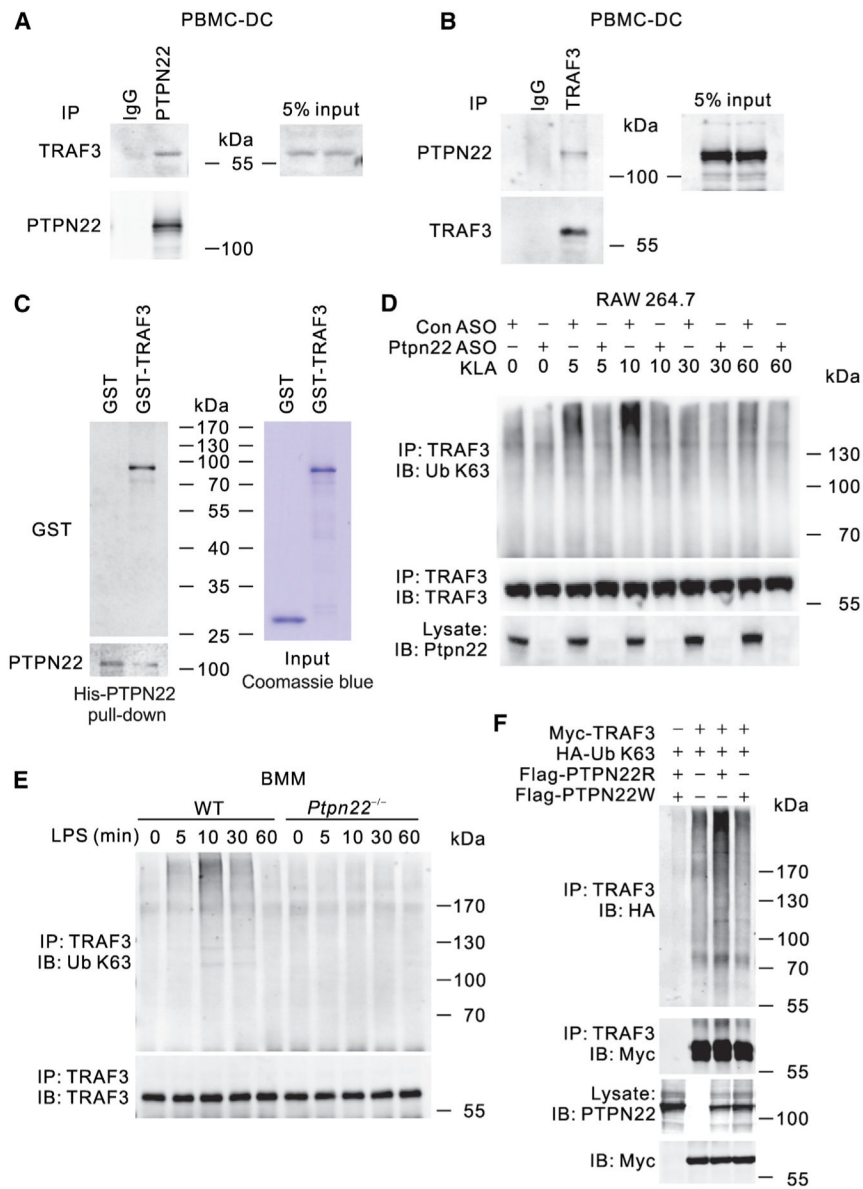 A
PBMC-DC
IP
IgG
PTPN22
5% input
kDa
TRAF3
— 55 —
PTPN22
—100
B
PBMC-DC
IP
IgG
TRAF3
5% input
kDa
PTPN22
—100 —
TRAF3
— 55
C
GST
GST-TRAF3
kDa
GST
GST-TRAF3
—170—
—130—
—100—
— 70 —
— 55 —
GST
— 40 —
— 35 —
— 25 —
PTPN22
—100
His-PTPN22
pull-down
Input
Coomassie blue
D
RAW 264.7
Con ASO + − + − + − + − + −
Ptpn22 ASO − + − + − + − + − +
KLA 0 0 5 5 10 10 30 30 60 60
kDa
IP: TRAF3
IB: Ub K63
— 130
— 100
— 70
IP: TRAF3
IB: TRAF3
— 55
Lysate:
IB: Ptpn22
E
BMM
WT Ptpn22−/−
LPS (min) 0 5 10 30 60 0 5 10 30 60
kDa
—170
IP: TRAF3
IB: Ub K63
—130
—100
— 70
IP: TRAF3
IB: TRAF3
— 55
F
Myc-TRAF3 − + + +
HA-Ub K63 + + + +
Flag-PTPN22R + − + −
Flag-PTPN22W + − − +
kDa
—170
IP: TRAF3
IB: HA
—130
100
— 70
— 55
IP: TRAF3
IB: Myc
— 55
Lysate:
IB: PTPN22
—100
IB: Myc
— 55